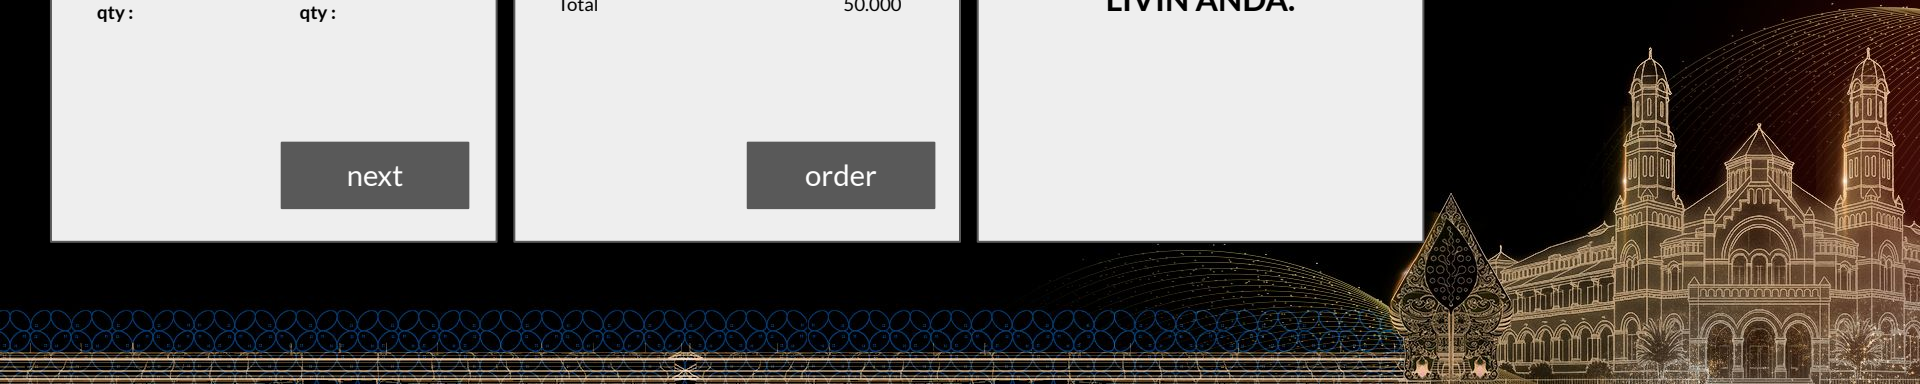 qty :
qty :
next
Total
50.000
order
LIVIN ANDA.